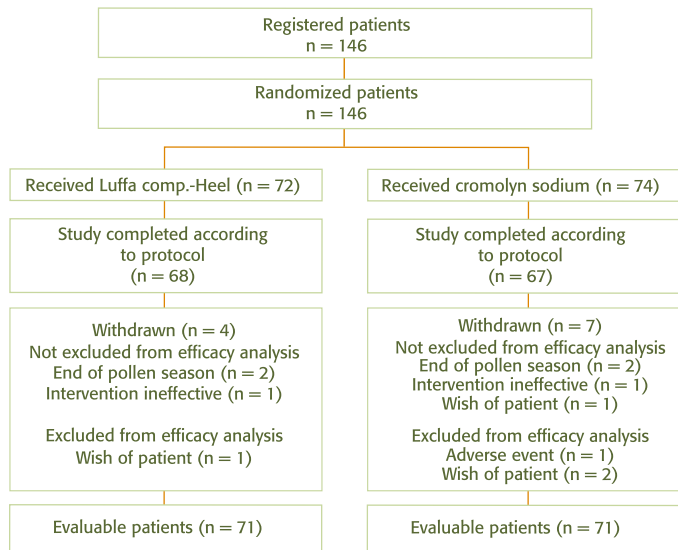 Registered patients
n = 146
Randomized patients
n = 146
Received Luffa comp.-Heel (n = 72)
Received cromolyn sodium (n = 74)
Study completed according
to protocol
(n = 68)
Study completed according
to protocol
(n = 67)
Withdrawn (n = 4)
Not excluded from efficacy analysis
End of pollen season (n = 2)
Intervention ineffective (n = 1)
Excluded from efficacy analysis
Wish of patient (n = 1)
Withdrawn (n = 7)
Not excluded from efficacy analysis
End of pollen season (n = 2)
Intervention ineffective (n = 1)
Wish of patient (n = 1)
Excluded from efficacy analysis
Adverse event (n = 1)
Wish of patient (n = 2)
Evaluable patients (n = 71)
Evaluable patients (n = 71)